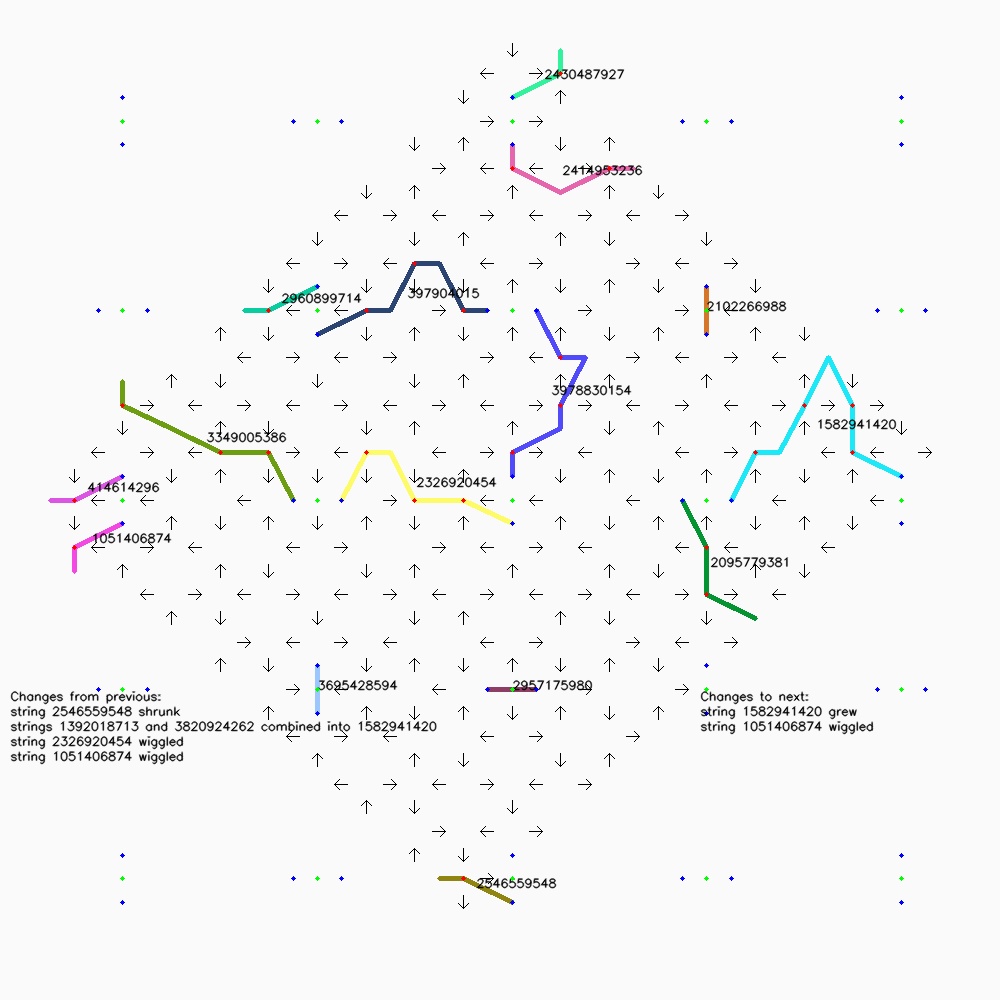 2430487927
2414953236
2960899714
397904015
2102266988
3978830154
1582941420
3349005386
2326920454
414614296
1051406874
2095779381
3695428594
2957175980
Changes from previous:
string 2546559548 shrunk
strings 1392018713 and 3820924262 combined into 1582941420
string 2326920454 wiggled
string 1051406874 wiggled
Changes to next:
string 1582941420 grew
string 1051406874 wiggled
2546559548